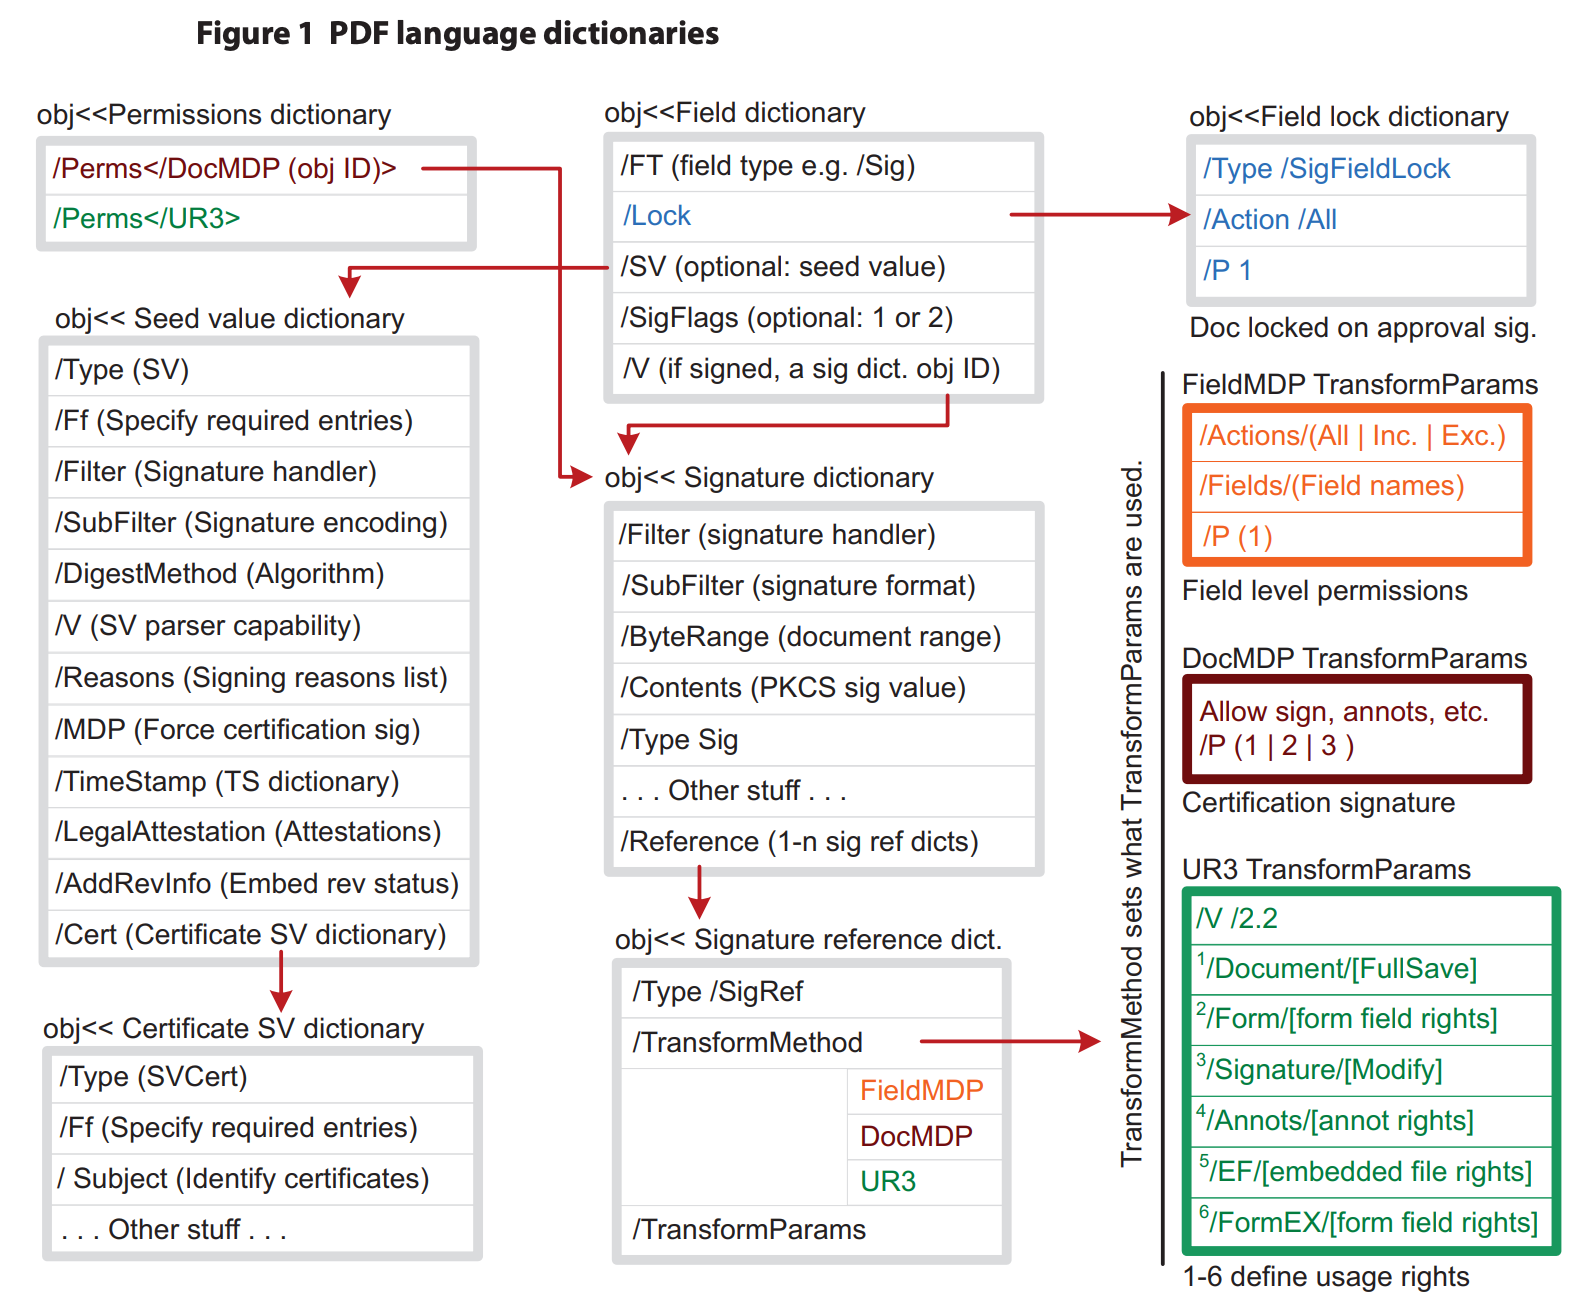 Figure 1 PDF language dictionaries
obj<<Permissions dictionary
/Perms</DocMDP (obj ID)>
/Perms</UR3>
obj<<Field dictionary
/FT (field type e.g. /Sig)
/Lock
/SV (optional: seed value)
/SigFlags (optional: 1 or 2)
/V (if signed, a sig dict. obj ID)
obj<<Field lock dictionary
/Type /SigFieldLock
/Action /All
/P 1
Doc locked on approval sig.
obj<< Seed value dictionary
/Type (SV)
/Ff (Specify required entries)
/Filter (Signature handler)
/SubFilter (Signature encoding)
/DigestMethod (Algorithm)
/V (SV parser capability)
/Reasons (Signing reasons list)
/MDP (Force certification sig)
/TimeStamp (TS dictionary)
/LegalAttestation (Attestations)
/AddRevInfo (Embed rev status)
/Cert (Certificate SV dictionary)
obj<< Certificate SV dictionary
/Type (SVCert)
/Ff (Specify required entries)
/ Subject (Identify certificates)
. . . Other stuff . . .
obj<< Signature dictionary
/Filter (signature handler)
/SubFilter (signature format)
/ByteRange (document range)
/Contents (PKCS sig value)
/Type Sig
. . . Other stuff . . .
/Reference (1-n sig ref dicts)
obj<< Signature reference dict.
/Type /SigRef
/TransformMethod
FieldMDP
DocMDP
UR3
/TransformParams
TransformMethod sets what TransformParams are used.
FieldMDP TransformParams
/Actions/(All | Inc. | Exc.)
/Fields/(Field names)
/P (1)
Field level permissions
DocMDP TransformParams
Allow sign, annots, etc.
/P (1 | 2 | 3 )
Certification signature
UR3 TransformParams
/V /2.2
1/Document/[FullSave]
2/Form/[form field rights]
3/Signature/[Modify]
4/Annots/[annot rights]
5/EF/[embedded file rights]
6/FormEX/[form field rights]
1-6 define usage rights